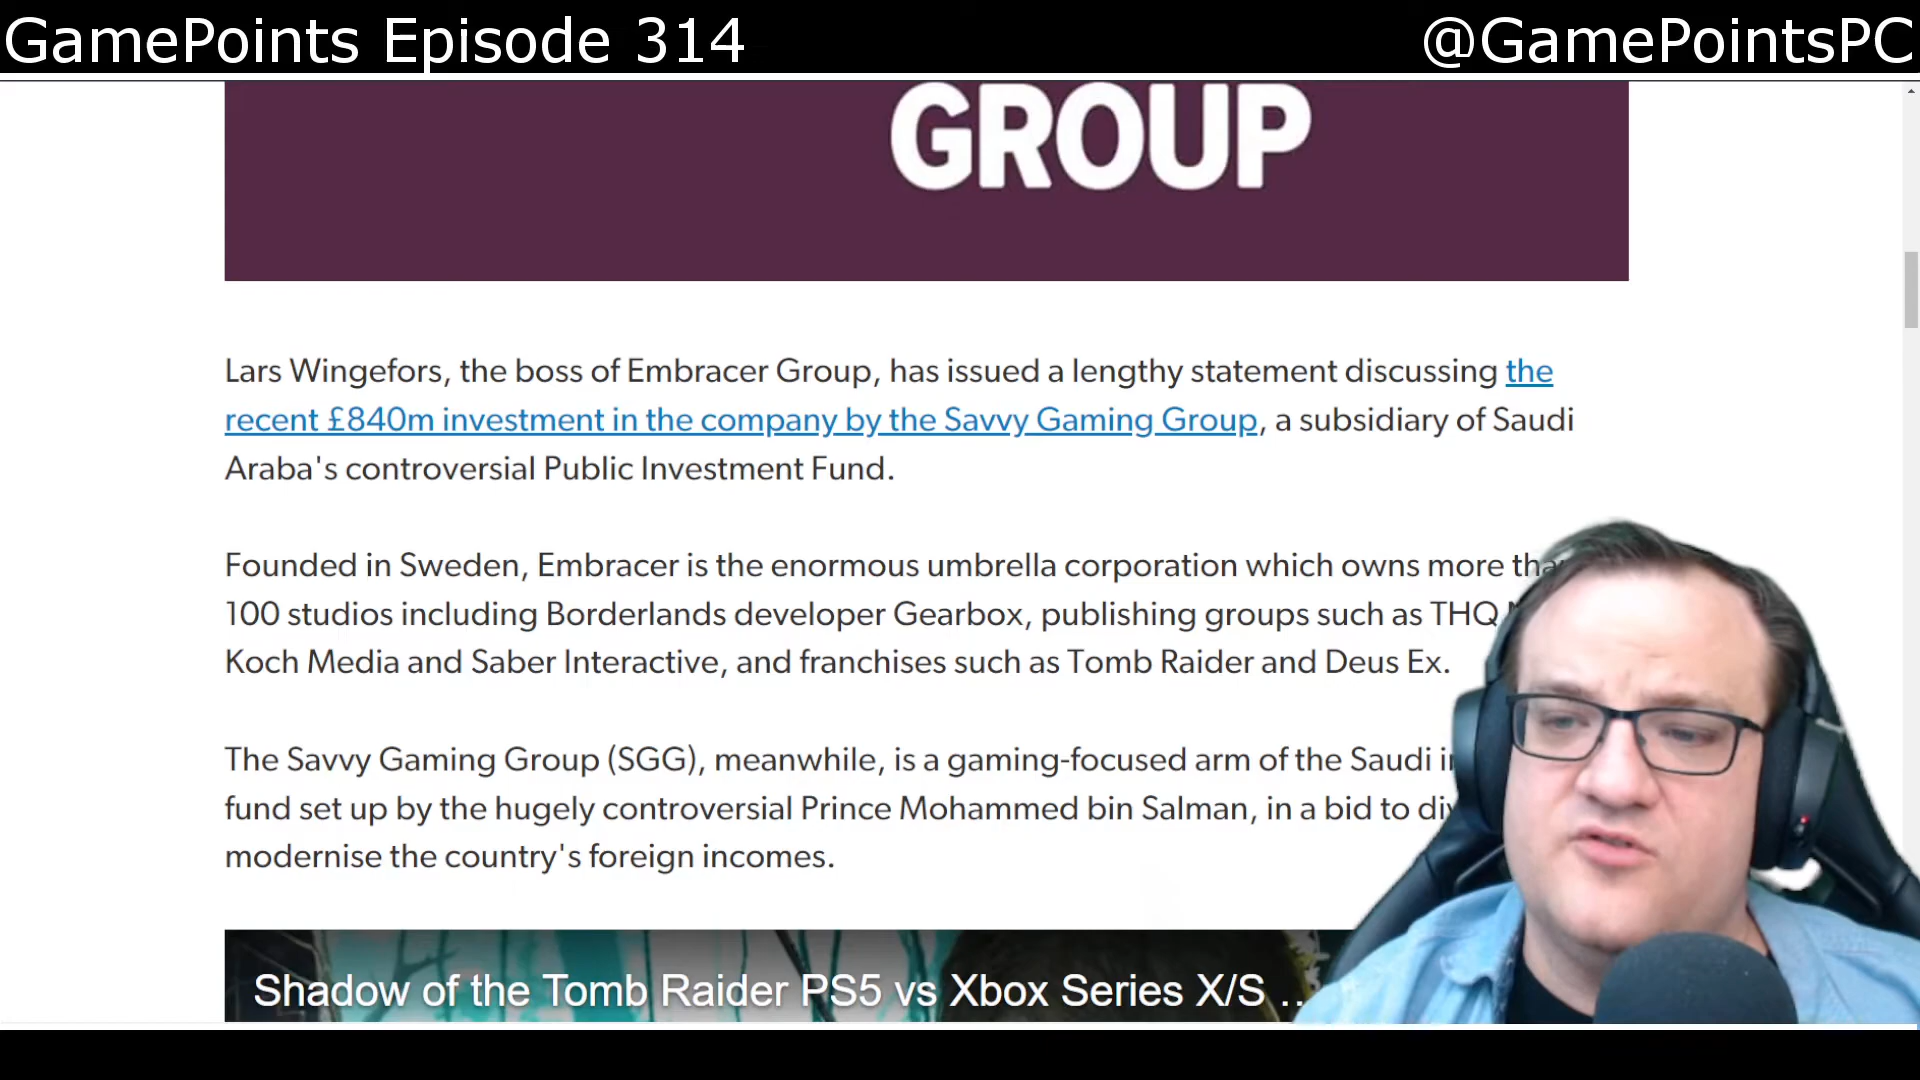 GamePoints Episode 314
@GamePointsPC
GROUP
Lars Wingefors, the boss of Embracer Group, has issued a lengthy statement discussing the
recent £840m investment in the company by the Savvy Gaming Group, a subsidiary of Saudi
Araba's controversial Public Investment Fund.
Founded in Sweden, Embracer is the enormous umbrella corporation which owns more
100 studios including Borderlands developer Gearbox, publishing groups such as THQ
Koch Media and Saber Interactive, and franchises such as Tomb Raider and Deus Ex.
The Savvy Gaming Group (SGG), meanwhile, is a gaming-focused arm of the Saudi
fund set up by the hugely controversial Prince Mohammed bin Salman, in a bid to
modernise the country's foreign incomes.
Shadow of the Tomb Raider PS5 vs Xbox Series X/S ...